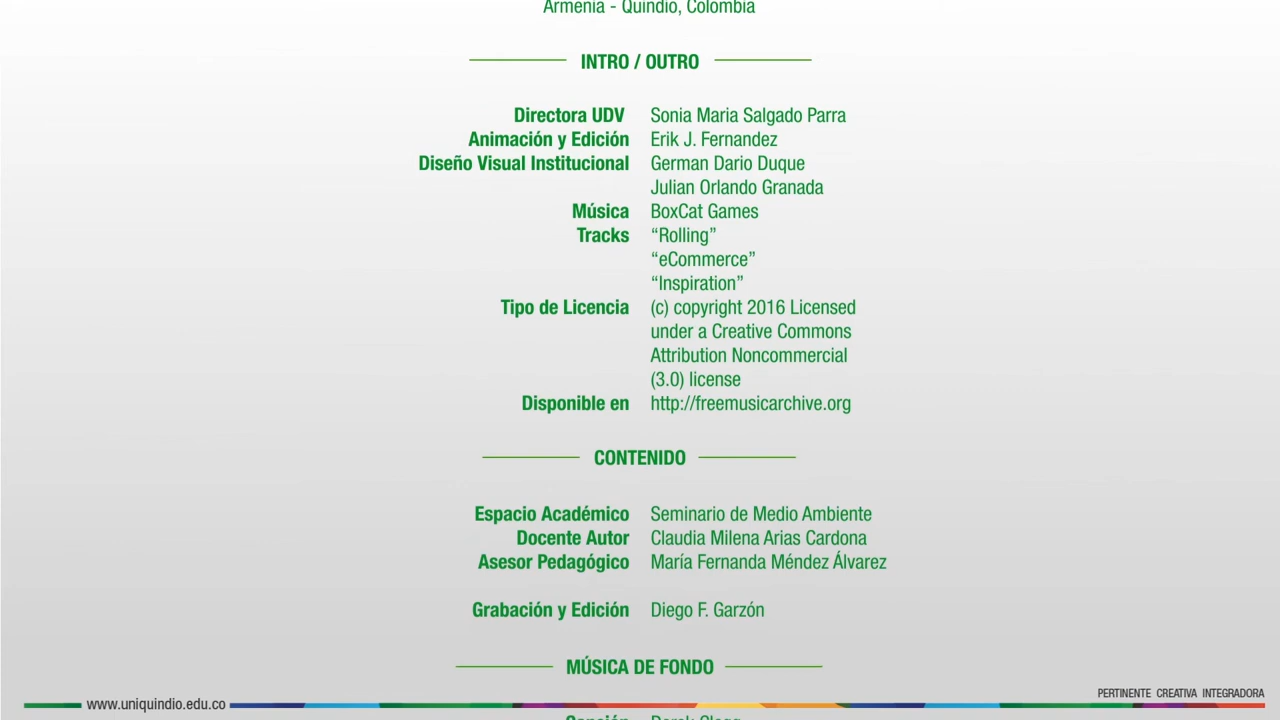 Armenia - Quindío, Colombia
INTRO / OUTRO
Directora UDV Sonia Maria Salgado Parra
Animación y Edición Erik J. Fernandez
Diseño Visual Institucional German Dario Duque
Julian Orlando Granada
Música BoxCat Games
Tracks “Rolling”
“eCommerce”
“Inspiration”
Tipo de Licencia (c) copyright 2016 Licensed
under a Creative Commons
Attribution Noncommercial
(3.0) license
Disponible en http://freemusicarchive.org
CONTENIDO
Espacio Académico Seminario de Medio Ambiente
Docente Autor Claudia Milena Arias Cardona
Asesor Pedagógico María Fernanda Méndez Álvarez
Grabación y Edición Diego F. Garzón
MÚSICA DE FONDO
PERTINENTE CREATIVA INTEGRADORA
www.uniquindio.edu.co